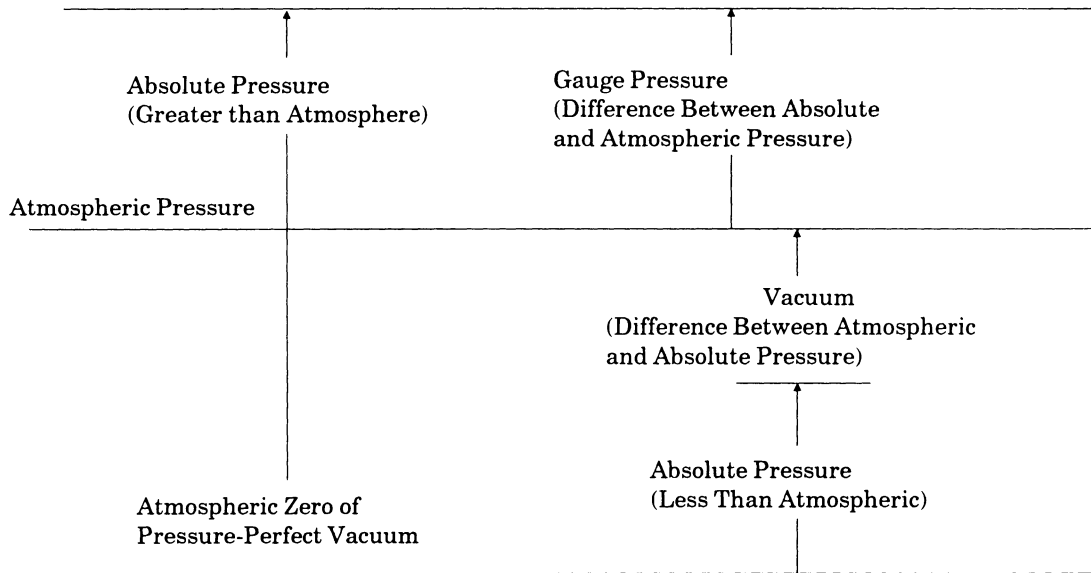 Absolute Pressure
(Greater than Atmosphere)
Gauge Pressure
(Difference Between Absolute
and Atmospheric Pressure)
Atmospheric Pressure
Vacuum
(Difference Between Atmospheric
and Absolute Pressure)
Absolute Pressure
(Less Than Atmospheric)
Atmospheric Zero of
Pressure-Perfect Vacuum